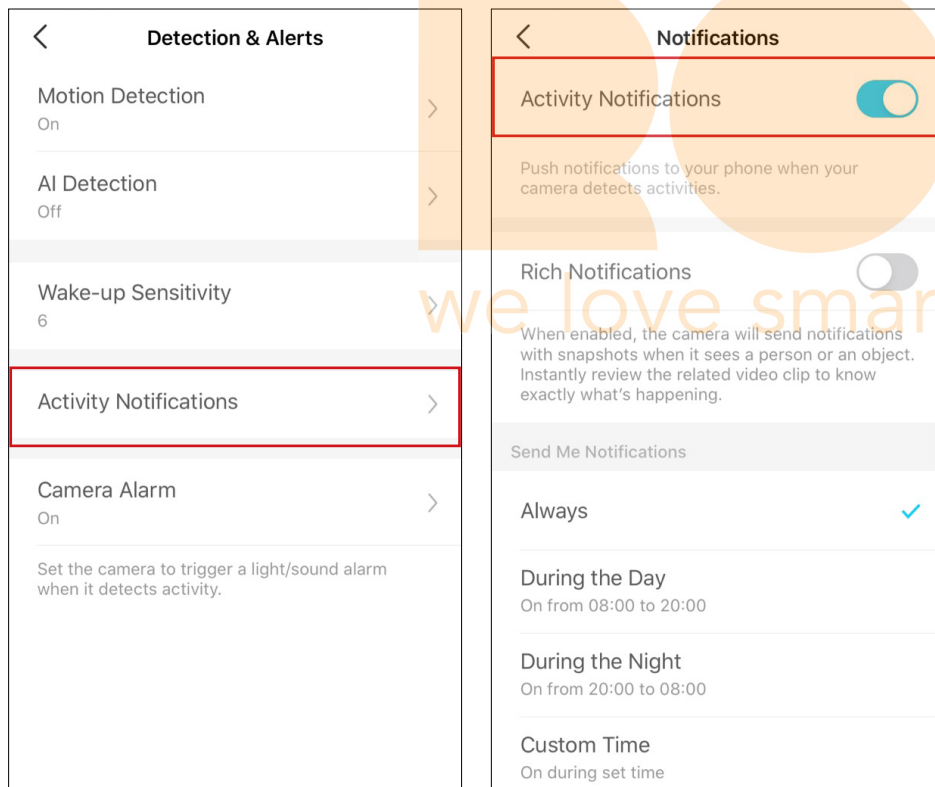 Detection & Alerts
Motion Detection
On
AI Detection
Off
Wake-up Sensitivity
6
Activity Notifications
Camera Alarm
On
Set the camera to trigger a light/sound alarm
when it detects activity.
Notifications
Activity Notifications
Push notifications to your phone when your
camera detects activities.
Rich Notifications
we love smar
When enabled, the camera will send notifications
with snapshots when it sees a person or an object.
Instantly review the related video clip to know
exactly what's happening.
Send Me Notifications
Always
During the Day
On from 08:00 to 20:00
During the Night
On from 20:00 to 08:00
Custom Time
On during set time